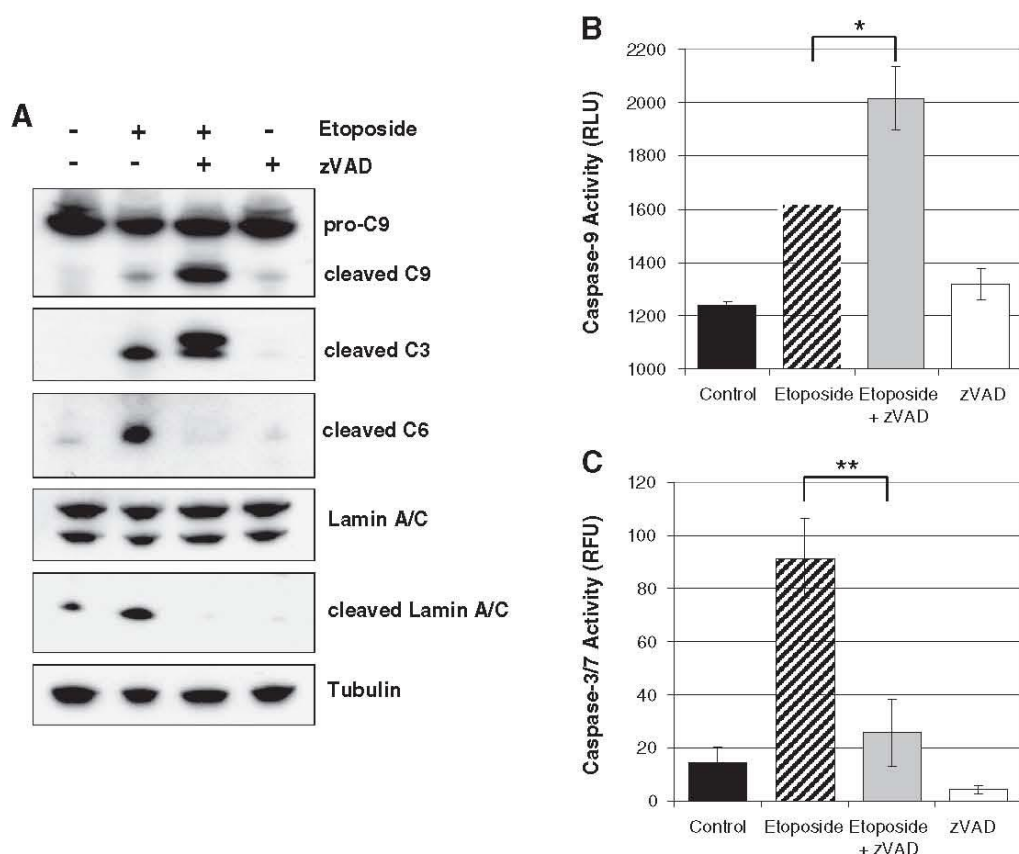 A
- + + - Etoposide
- - + + zVAD
pro-C9
cleaved C9
cleaved C3
cleaved C6
Lamin A/C
cleaved Lamin A/C
Tubulin
B
*
Caspase-9 Activity (RLU)
2200
2000
1800
1600
1400
1200
1000
Control Etoposide Etoposide zVAD
+ zVAD
C
**
Caspase-3/7 Activity (RFU)
120
100
80
60
40
20
0
Control Etoposide Etoposide zVAD
+ zVAD